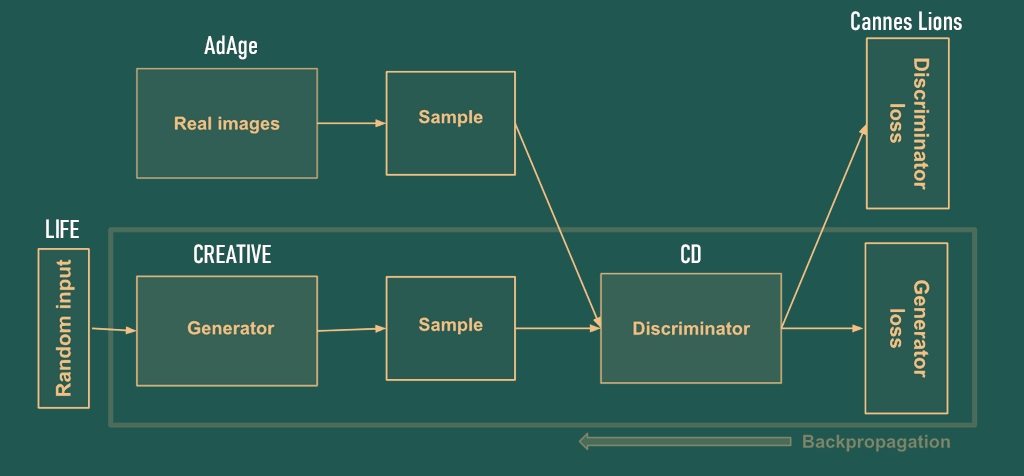 Cannes Lions
AdAge
Real images
Sample
Discriminator
loss
LIFE
Random input
CREATIVE
Generator
Sample
CD
Discriminator
Generator
loss
Backpropagation